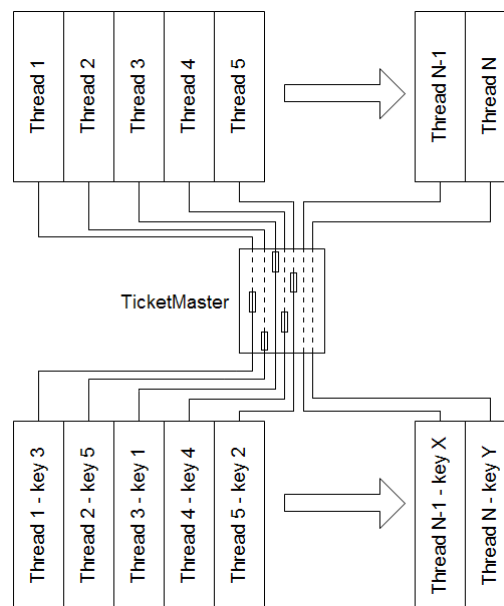 Thread 1
Thread 2
Thread 3
Thread 4
Thread 5
Thread N-1
Thread N
TicketMaster
Thread 1 - key 3
Thread 2 - key 5
Thread 3 - key 1
Thread 4 - key 4
Thread 5 - key 2
Thread N-1 - key X
Thread N - key Y